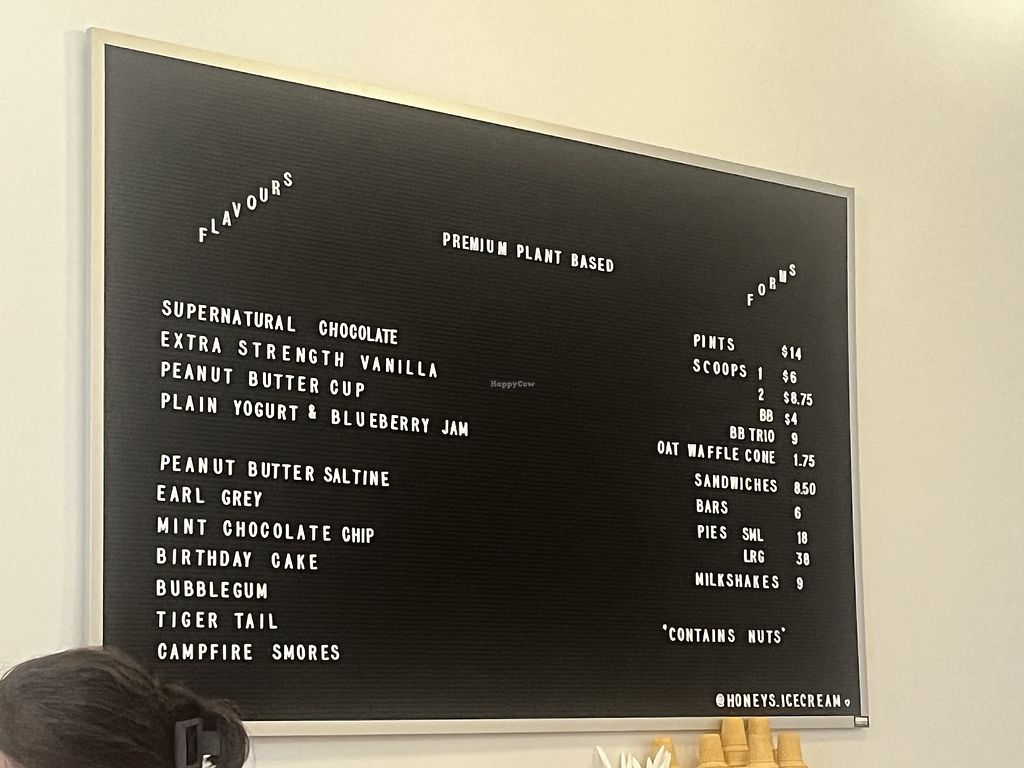 FLAVOURS
PREMIUM PLANT BASED
FORMS
SUPERNATURAL CHOCOLATE
EXTRA STRENGTH VANILLA
PEANUT BUTTER CUP
PLAIN YOGURT & BLUEBERRY JAM
PEANUT BUTTER SALTINE
EARL GREY
MINT CHOCOLATE CHIP
BIRTHDAY CAKE
BUBBLEGUM
TIGER TAIL
CAMPFIRE SMORES
HappyCow
PINTS $14
SCOOPS 1 $6
2 $8.75
BB $4
BB TRIO 9
OAT WAFFLE CONE 1.75
SANDWICHES 8.50
BARS 6
PIES SML 18
LRG 38
MILKSHAKES 9
*CONTAINS NUTS*
@HONEYS.ICECREAM♡